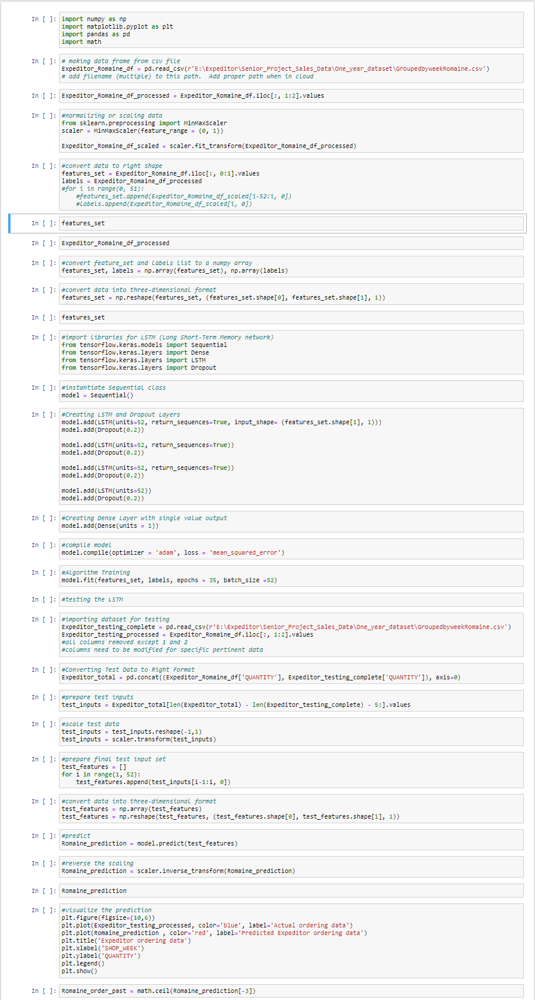 In [ ]: import numpy as np
import matplotlib.pyplot as plt
import pandas as pd
import math
In [ ]: # making data frame from csv file
Expeditor_Romaine_df = pd.read_csv(r'E:\Expeditor\Senior_Project_Sales_Data\One_year_dataset\GroupedbyweekRomaine.csv')
# add filename (multiple) to this path.  Add proper path when in cloud
In [ ]: Expeditor_Romaine_df_processed = Expeditor_Romaine_df.iloc[:, 1:2].values
In [ ]: #normalizing or scaling data
from sklearn.preprocessing import MinMaxScaler
scaler = MinMaxScaler(feature_range = (0, 1))
Expeditor_Romaine_df_scaled = scaler.fit_transform(Expeditor_Romaine_df_processed)
In [ ]: #convert data to right shape
features_set = Expeditor_Romaine_df.iloc[:, 0:1].values
labels = Expeditor_Romaine_df_processed
#for i in range(0, 51):
    #features_set.append(Expeditor_Romaine_df_scaled[i-52:i, 0])
    #labels.append(Expeditor_Romaine_df_scaled[i, 0])
In [ ]: features_set
In [ ]: Expeditor_Romaine_df_processed
In [ ]: #convert feature_set and labels list to a numpy array
features_set, labels = np.array(features_set), np.array(labels)
In [ ]: #convert data into three-dimensional format
features_set = np.reshape(features_set, (features_set.shape[0], features_set.shape[1], 1))
In [ ]: features_set
In [ ]: #import libraries for LSTM (Long Short-Term Memory network)
from tensorflow.keras.models import Sequential
from tensorflow.keras.layers import Dense
from tensorflow.keras.layers import LSTM
from tensorflow.keras.layers import Dropout
In [ ]: #instantiate Sequential class
model = Sequential()
In [ ]: #Creating LSTM and Dropout Layers
model.add(LSTM(units=52, return_sequences=True, input_shape= (features_set.shape[1], 1)))
model.add(Dropout(0.2))
model.add(LSTM(units=52, return_sequences=True))
model.add(Dropout(0.2))
model.add(LSTM(units=52, return_sequences=True))
model.add(Dropout(0.2))
model.add(LSTM(units=52))
model.add(Dropout(0.2))
In [ ]: #Creating Dense Layer with single value output
model.add(Dense(units = 1))
In [ ]: #compile model
model.compile(optimizer = 'adam', loss = 'mean_squared_error')
In [ ]: #Algorithm Training
model.fit(features_set, labels, epochs = 35, batch_size =52)
In [ ]: #testing the LSTM
In [ ]: #importing dataset for testing
Expeditor_testing_complete = pd.read_csv(r'E:\Expeditor\Senior_Project_Sales_Data\One_year_dataset\GroupedbyweekRomaine.csv')
Expeditor_testing_processed = Expeditor_Romaine_df.iloc[:, 1:2].values
#all columns removed except 1 and 2
#columns need to be modified for specific pertinent data
In [ ]: #Converting Test Data to Right Format
Expeditor_total = pd.concat((Expeditor_Romaine_df['QUANTITY'], Expeditor_testing_complete['QUANTITY']), axis=0)
In [ ]: #prepare test inputs
test_inputs = Expeditor_total[len(Expeditor_total) - len(Expeditor_testing_complete) - 5:].values
In [ ]: #scale test data
test_inputs = test_inputs.reshape(-1,1)
test_inputs = scaler.transform(test_inputs)
In [ ]: #prepare final test input set
test_features = []
for i in range(1, 52):
    test_features.append(test_inputs[i-1:i, 0])
In [ ]: #convert data into three-dimensional format
test_features = np.array(test_features)
test_features = np.reshape(test_features, (test_features.shape[0], test_features.shape[1], 1))
In [ ]: #predict
Romaine_prediction = model.predict(test_features)
In [ ]: #reverse the scaling
Romaine_prediction = scaler.inverse_transform(Romaine_prediction)
In [ ]: Romaine_prediction
In [ ]: #visualize the prediction
plt.figure(figsize=(10,6))
plt.plot(Expeditor_testing_processed, color='blue', label='Actual ordering data')
plt.plot(Romaine_prediction , color='red', label='Predicted Expeditor ordering data')
plt.title('Expeditor ordering data')
plt.xlabel('SHOP_WEEK')
plt.ylabel('QUANTITY')
plt.legend()
plt.show()
In [ ]: Romaine_order_past = math.ceil(Romaine_prediction[-3])